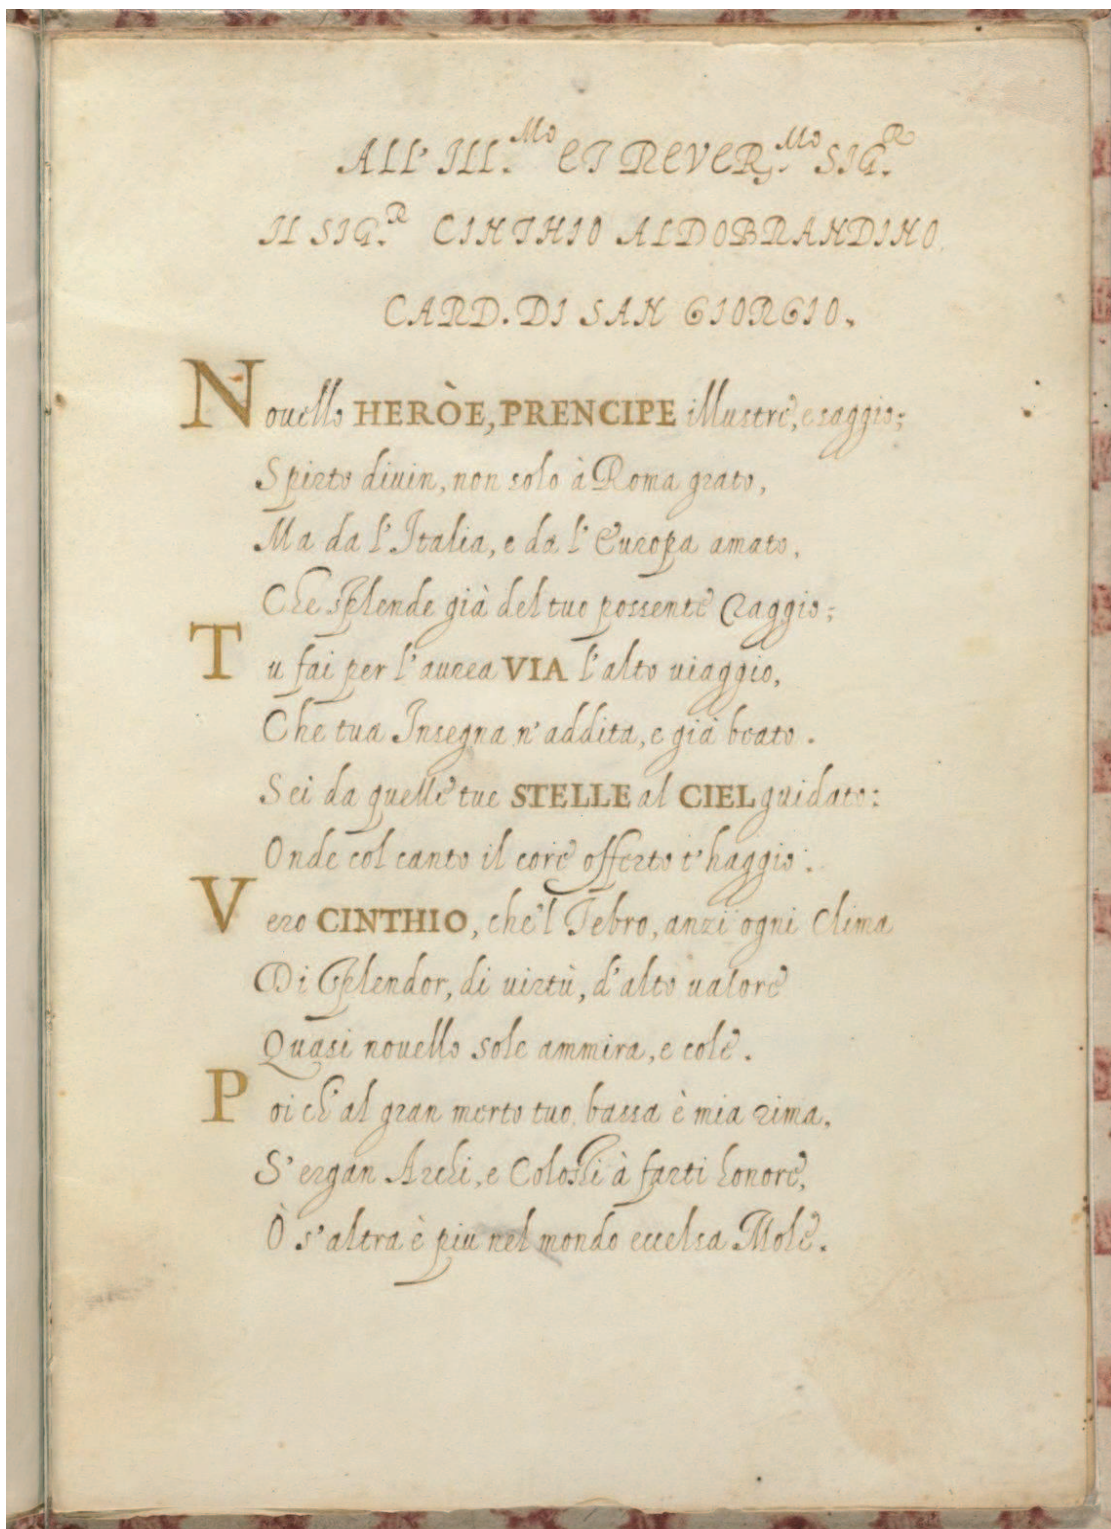 ALL' ILL.Mo ET REVER.Mo SIG.R
IL SIG.R CINTHIO ALDOBRANDINO.
CARD. DI SAN GIORGIO.
Nouello HERÒE, PRENCIPE illustre, e saggio;
Spirto diuin, non solo à Roma grato,
Ma da l'Italia, e da l'Europa amato,
Che splende già del tuo possente raggio;
Tu fai per l'aurea VIA l'alto uiaggio,
Che tua Insegna n'addita, e già beato.
Sei da quelle tue STELLE al CIEL guidato:
Onde col canto il core offerto t'haggio.
Vero CINTHIO, che'l Tebro, anzi ogni Clima
Di splendor, di uirtù, d'alto ualore
Quasi nouello sole ammira, e cole.
Poi ch'al gran merto tuo, bassa è mia rima,
S'ergan Archi, e Colossi à farti honore,
Ò s'altra è piu nel mondo eccelsa Mole.